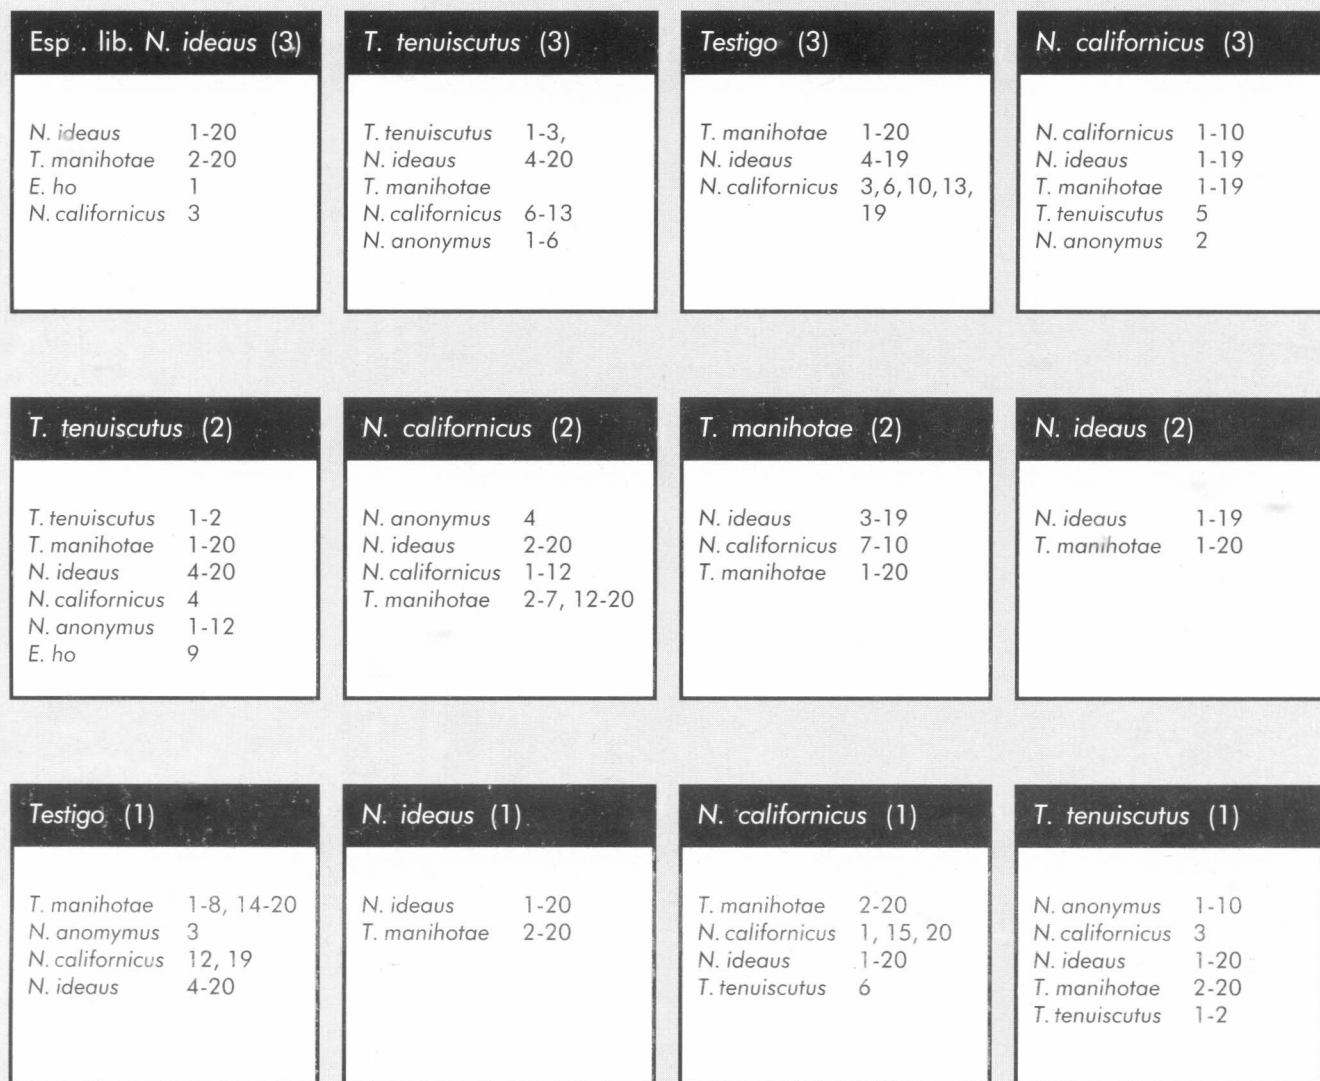 Esp . lib. N. ideaus (3)
N. ideaus 1-20
T. manihotae 2-20
E. ho 1
N. californicus 3
T. tenuiscutus (3)
T. tenuiscutus 1-3,
N. ideaus 4-20
T. manihotae
N. californicus 6-13
N. anonymus 1-6
Testigo (3)
T. manihotae 1-20
N. ideaus 4-19
N. californicus 3, 6, 10, 13,
19
N. californicus (3)
N. californicus 1-10
N. ideaus 1-19
T. manihotae 1-19
T. tenuiscutus 5
N. anonymus 2
T. tenuiscutus (2)
T. tenuiscutus 1-2
T. manihotae 1-20
N. ideaus 4-20
N. californicus 4
N. anonymus 1-12
E. ho 9
N. californicus (2)
N. anonymus 4
N. ideaus 2-20
N. californicus 1-12
T. manihotae 2-7, 12-20
T. manihotae (2)
N. ideaus 3-19
N. californicus 7-10
T. manihotae 1-20
N. ideaus (2)
N. ideaus 1-19
T. manihotae 1-20
Testigo (1)
T. manihotae 1-8, 14-20
N. anomymus 3
N. californicus 12, 19
N. ideaus 4-20
N. ideaus (1)
N. ideaus 1-20
T. manihotae 2-20
N. californicus (1)
T. manihotae 2-20
N. californicus 1, 15, 20
N. ideaus 1-20
T. tenuiscutus 6
T. tenuiscutus (1)
N. anonymus 1-10
N. californicus 3
N. ideaus 1-20
T. manihotae 2-20
T. tenuiscutus 1-2